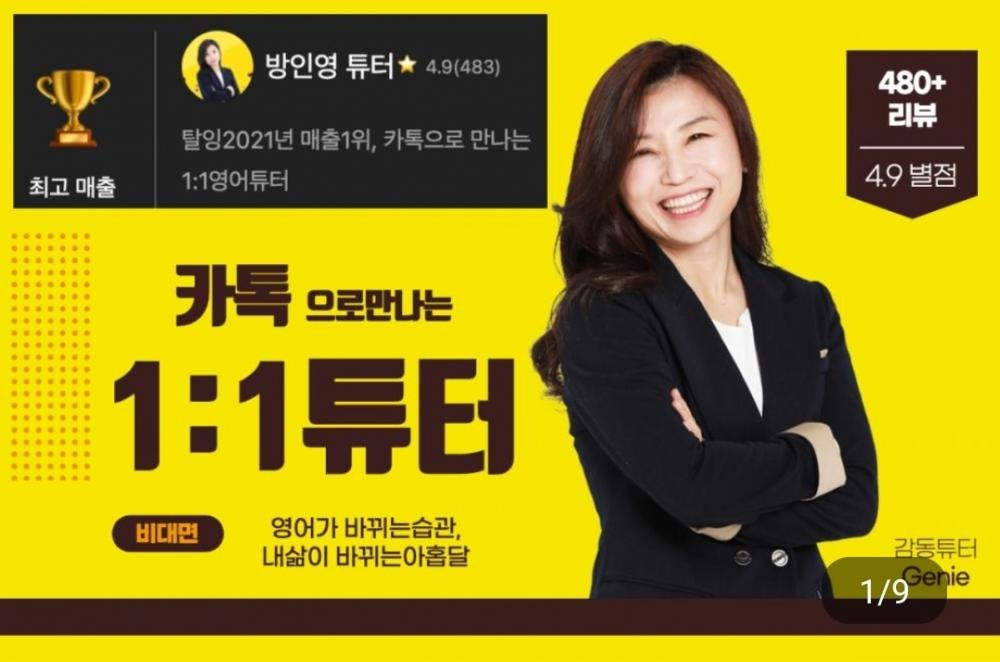 방인영 튜터⭐ 4.9(483)
탈잉2021년 매출1위, 카톡으로 만나는
1:1영어튜터
최고 매출
480+
리뷰
4.9 별점
카톡 으로만나는
1:1튜터
비대면
영어가 바뀌는습관,
내삶이 바뀌는아홉달
감동튜터
Genie
1/9